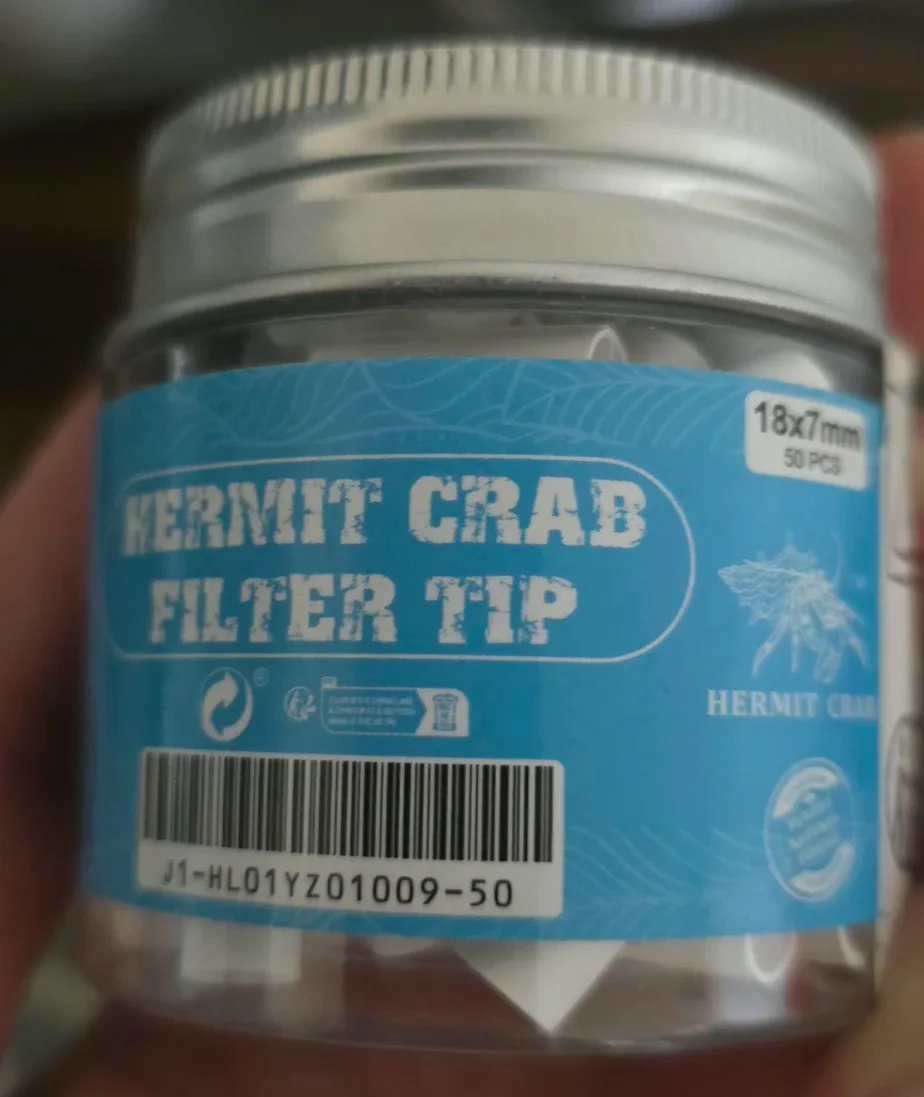 18x7mm
50 PCS
HERMIT CRAB
FILTER TIP
HERMIT CRAB
J1-HL01YZ01009-50